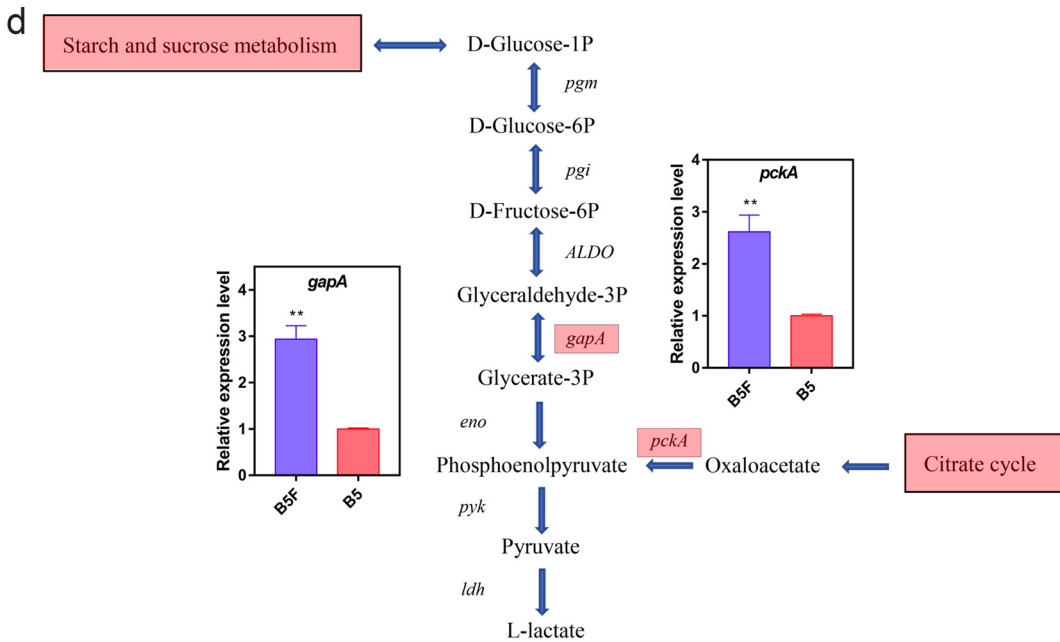 d
Starch and sucrose metabolism
D-Glucose-1P
pgm
D-Glucose-6P
pgi
D-Fructose-6P
ALDO
Glyceraldehyde-3P
gapA
Glycerate-3P
eno
pckA
Phosphoenolpyruvate
Oxaloacetate
Citrate cycle
pyk
Pyruvate
ldh
L-lactate
gapA
Relative expression level
4
3
2
1
0
**
B5F
B5
pckA
Relative expression level
4
3
2
1
0
**
B5F
B5